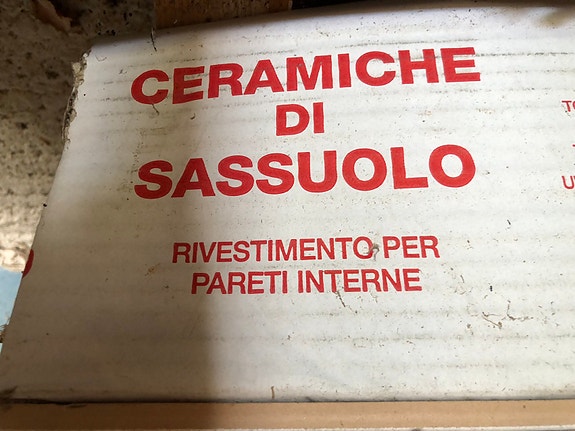 CERAMICHE
DI
SASSUOLO
RIVESTIMENTO PER
PARETI INTERNE